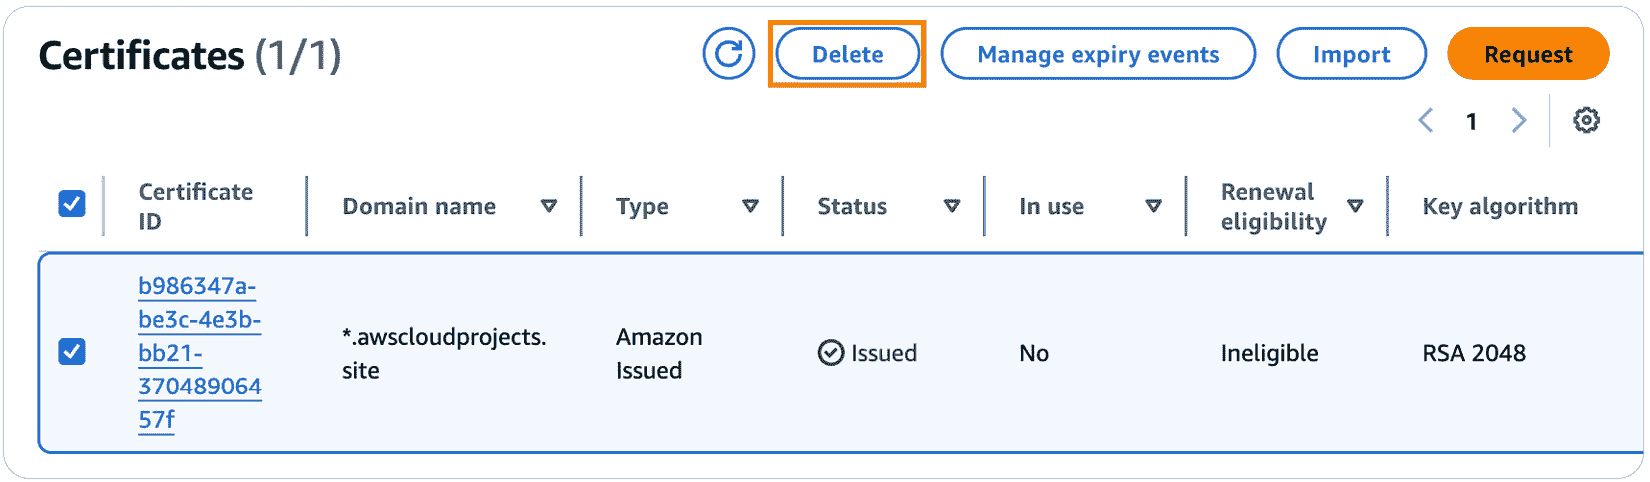 Certificates (1/1)
Delete
Manage expiry events
Import
Request
1
Certificate
ID
Domain name
Type
Status
In use
Renewal
eligibility
Key algorithm
b986347a-
be3c-4e3b-
bb21-
370489064
57f
*.awscloudprojects.
site
Amazon
Issued
Issued
No
Ineligible
RSA 2048